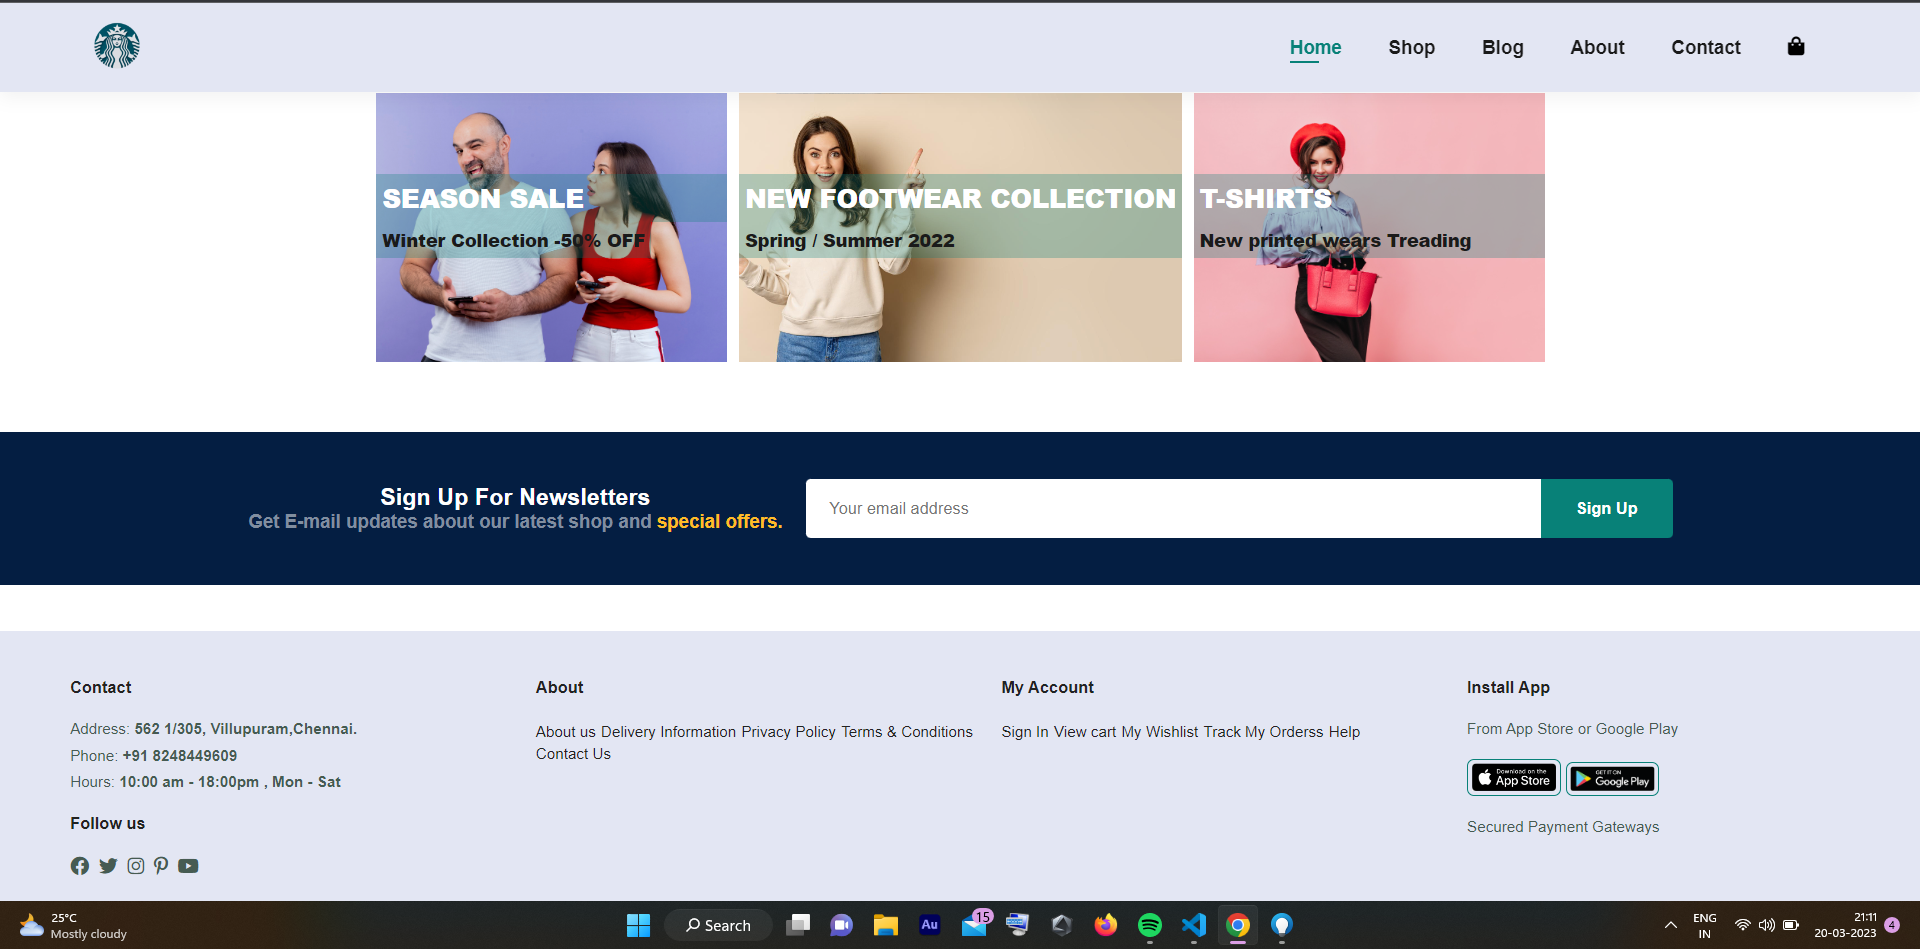 Home Shop Blog About Contact
SEASON SALE
Winter Collection -50% OFF
NEW FOOTWEAR COLLECTION
Spring / Summer 2022
T-SHIRTS
New printed wears Treading
Sign Up For Newsletters
Get E-mail updates about our latest shop and special offers.
Your email address
Sign Up
Contact
Address: 562 1/305, Villupuram,Chennai.
Phone: +91 8248449609
Hours: 10:00 am - 18:00pm , Mon - Sat
Follow us
About
About us Delivery Information Privacy Policy Terms & Conditions
Contact Us
My Account
Sign In View cart My Wishlist Track My Orderss Help
Install App
From App Store or Google Play
Download on the
App Store
GET IT ON
Google Play
Secured Payment Gateways
25°C
Mostly cloudy
Search
Au
15
ENG
IN
21:11
20-03-2023
4